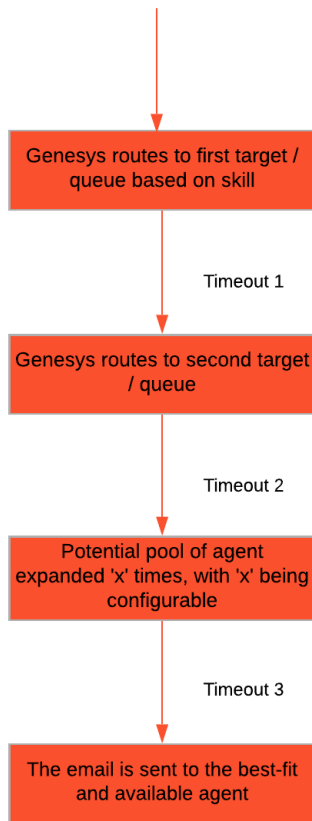 Genesys routes to first target /
queue based on skill
Timeout 1
Genesys routes to second target
/ queue
Timeout 2
Potential pool of agent
expanded 'x' times, with 'x' being
configurable
Timeout 3
The email is sent to the best-fit
and available agent